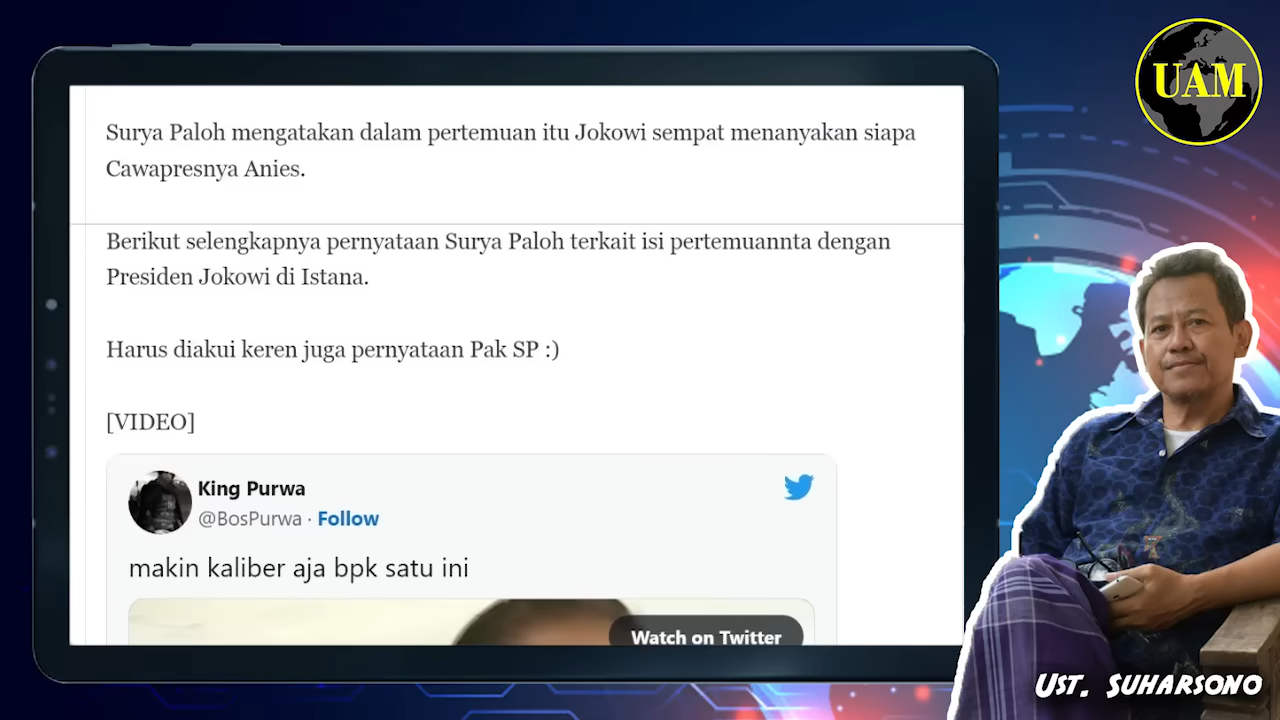 UAM
Surya Paloh mengatakan dalam pertemuan itu Jokowi sempat menanyakan siapa
Cawapresnya Anies.
Berikut selengkapnya pernyataan Surya Paloh terkait isi pertemuannta dengan
Presiden Jokowi di Istana.
Harus diakui keren juga pernyataan Pak SP :)
[VIDEO]
King Purwa
@BosPurwa · Follow
makin kaliber aja bpk satu ini
Watch on Twitter
Ust. Suharsono